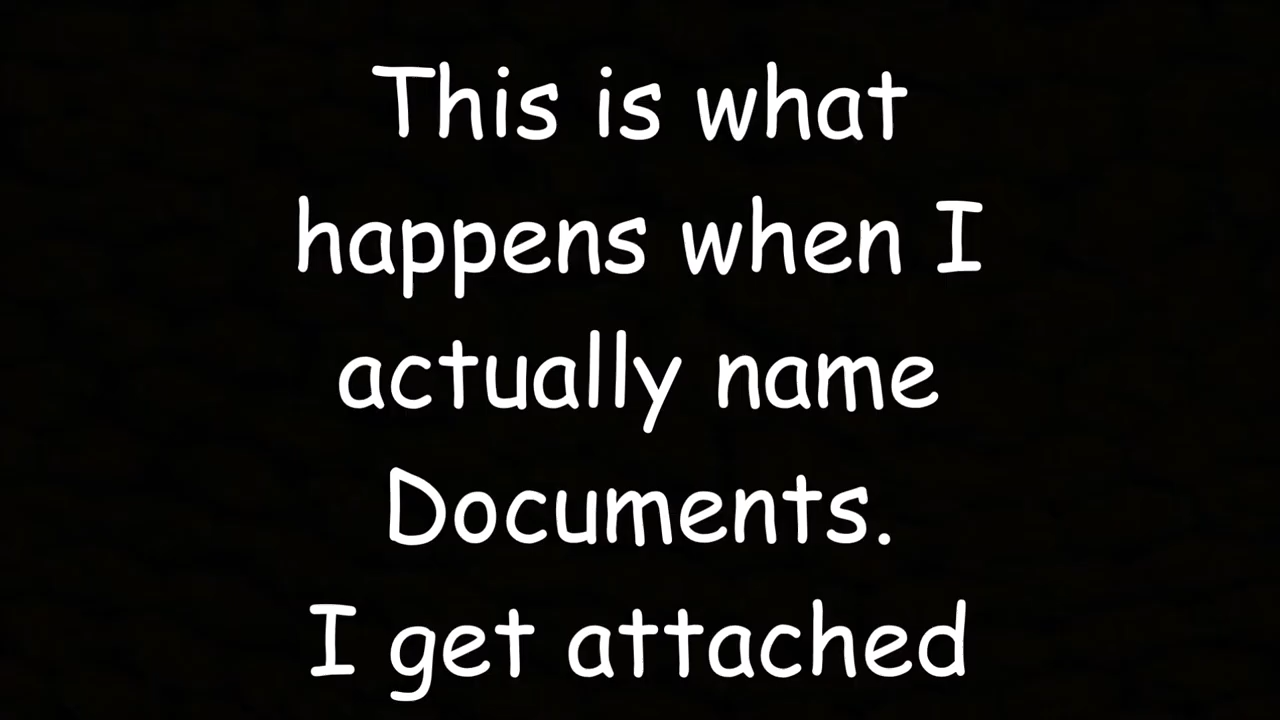 This is what
happens when I
actually name
Documents.
I get attached